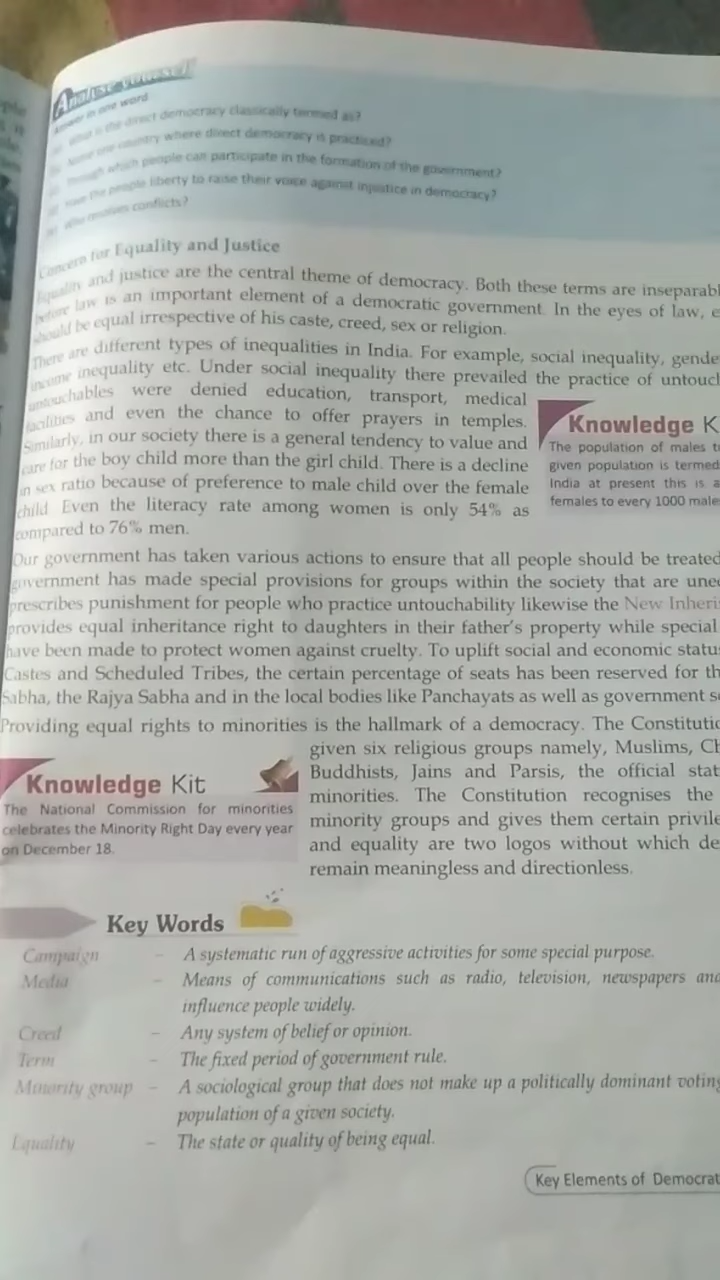 Analyse yourself
Answer in one word.
What is the direct democracy classically termed as?
Name one country where direct democracy is practiced?
Through which people can participate in the formation of the government?
Have the people liberty to raise their voice against injustice in democracy?
Who resolves conflicts?
Concern for Equality and Justice
Equality and justice are the central theme of democracy. Both these terms are inseparabl
before law is an important element of a democratic government. In the eyes of law, e
should be equal irrespective of his caste, creed, sex or religion.
There are different types of inequalities in India. For example, social inequality, gende
income inequality etc. Under social inequality there prevailed the practice of untouch
untouchables were denied education, transport, medical
facilities and even the chance to offer prayers in temples.
Similarly, in our society there is a general tendency to value and
care for the boy child more than the girl child. There is a decline
in sex ratio because of preference to male child over the female
child Even the literacy rate among women is only 54% as
compared to 76% men.
Knowledge K
The population of males t
given population is termed
India at present this is a
females to every 1000 male
Our government has taken various actions to ensure that all people should be treated
government has made special provisions for groups within the society that are une
prescribes punishment for people who practice untouchability likewise the New Inheri
provides equal inheritance right to daughters in their father's property while special
have been made to protect women against cruelty. To uplift social and economic statu
Castes and Scheduled Tribes, the certain percentage of seats has been reserved for th
Sabha, the Rajya Sabha and in the local bodies like Panchayats as well as government s
Providing equal rights to minorities is the hallmark of a democracy. The Constitutio
given six religious groups namely, Muslims, Ch
Buddhists, Jains and Parsis, the official stat
minorities. The Constitution recognises the
minority groups and gives them certain privile
and equality are two logos without which de
remain meaningless and directionless.
Knowledge Kit
The National Commission for minorities
celebrates the Minority Right Day every year
on December 18.
Key Words
Campaign – A systematic run of aggressive activities for some special purpose.
Media – Means of communications such as radio, television, newspapers and
influence people widely.
Creed – Any system of belief or opinion.
Term – The fixed period of government rule.
Minority group – A sociological group that does not make up a politically dominant voting
population of a given society.
Equality – The state or quality of being equal.
Key Elements of Democrat